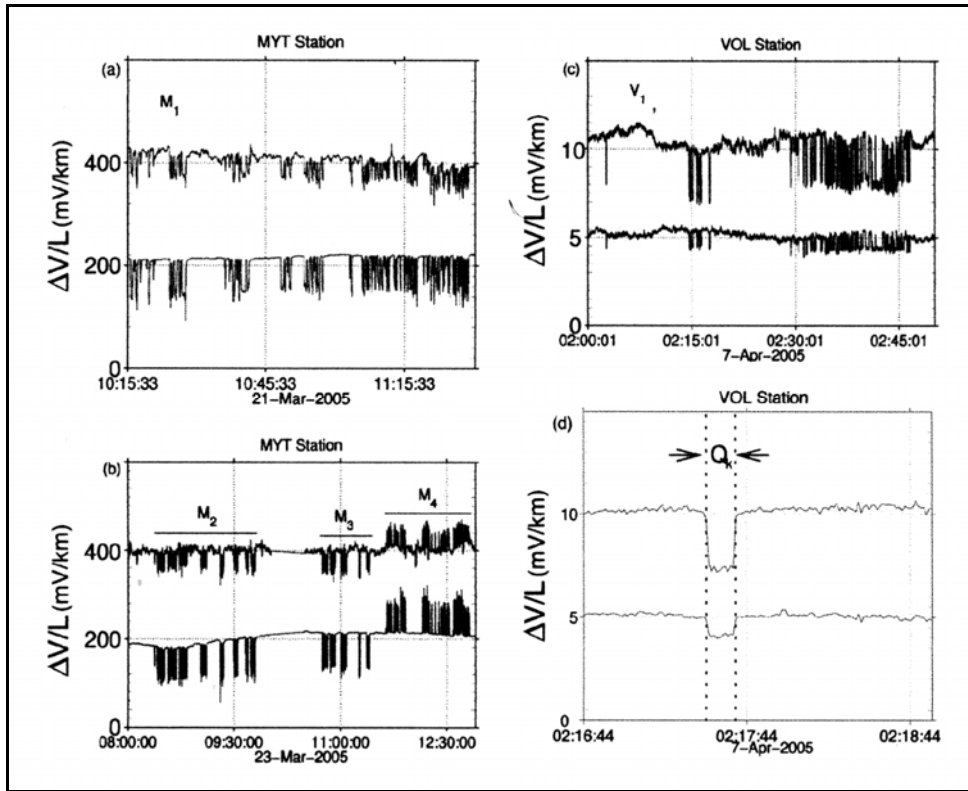 MYT Station
(a)
M1
ΔV/L (mV/km)
400
200
0
10:15:33 10:45:33 11:15:33
21-Mar-2005
VOL Station
(c)
V1
ΔV/L (mV/km)
10
5
0
02:00:01 02:15:01 02:30:01 02:45:01
7-Apr-2005
MYT Station
(b)
M2 M3 M4
ΔV/L (mV/km)
400
200
0
08:00:00 09:30:00 11:00:00 12:30:00
23-Mar-2005
VOL Station
(d)
Qk
ΔV/L (mV/km)
10
5
0
02:16:44 02:17:44 02:18:44
7-Apr-2005